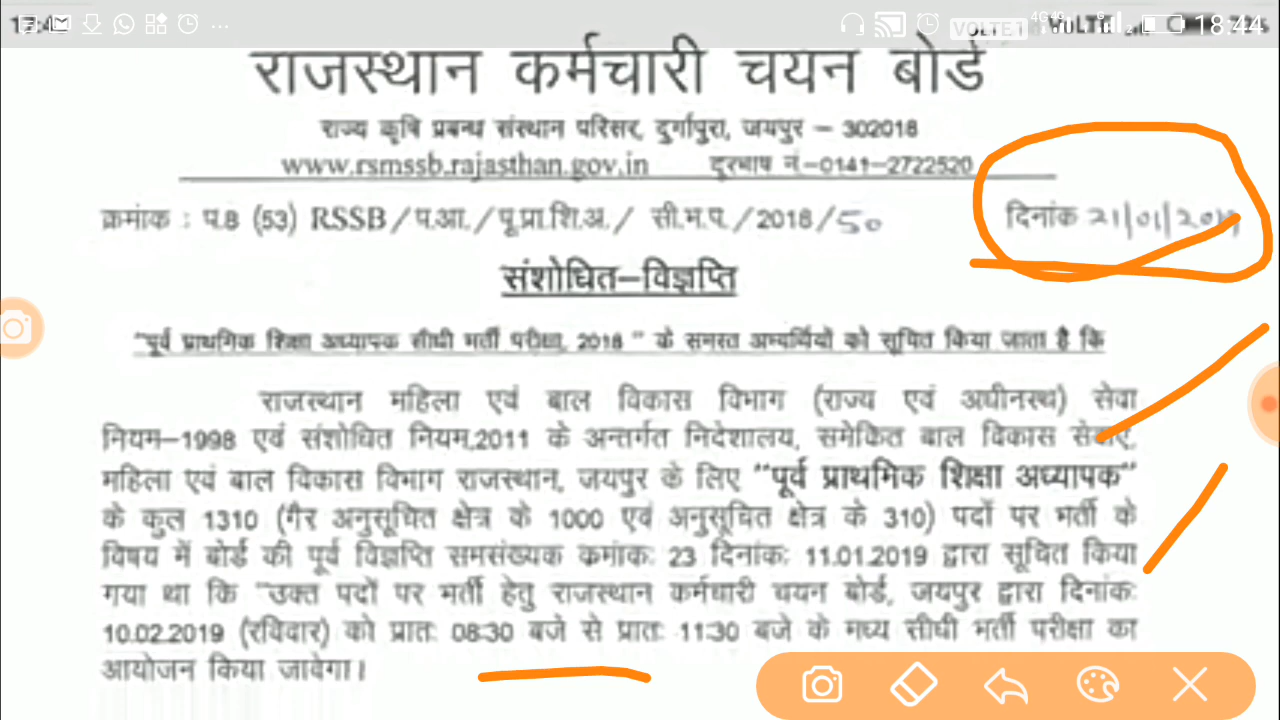 18:44
VOLTE1
4G
राजस्थान कर्मचारी चयन बोर्ड
राज्य कृषि प्रबन्ध संस्थान परिसर, दुर्गापुरा, जयपुर – 302018
www.rsmssb.rajasthan.gov.in दूरभाष नं–0141–2722520
क्रमांक : प.8 (53) RSSB/प.आ./पू.प्रा.शि.अ./ सी.भ.प./2018/50 दिनांक 21/01/2019
संशोधित–विज्ञप्ति
"पूर्व प्राथमिक शिक्षा अध्यापक सीधी भर्ती परीक्षा, 2018 " के समस्त अभ्यर्थियों को सूचित किया जाता है कि
राजस्थान महिला एवं बाल विकास विभाग (राज्य एवं अधीनस्थ) सेवा
नियम–1998 एवं संशोधित नियम,2011 के अन्तर्गत निदेशालय, समेकित बाल विकास सेवाएं,
महिला एवं बाल विकास विभाग राजस्थान, जयपुर के लिए "पूर्व प्राथमिक शिक्षा अध्यापक"
के कुल 1310 (गैर अनुसूचित क्षेत्र के 1000 एवं अनुसूचित क्षेत्र के 310) पदों पर भर्ती के
विषय में बोर्ड की पूर्व विज्ञप्ति समसंख्यक क्रमांक: 23 दिनांक: 11.01.2019 द्वारा सूचित किया
गया था कि "उक्त पदों पर भर्ती हेतु राजस्थान कर्मचारी चयन बोर्ड, जयपुर द्वारा दिनांक:
10.02.2019 (रविवार) को प्रातः 08:30 बजे से प्रातः 11:30 बजे के मध्य सीधी भर्ती परीक्षा का
आयोजन किया जावेगा।